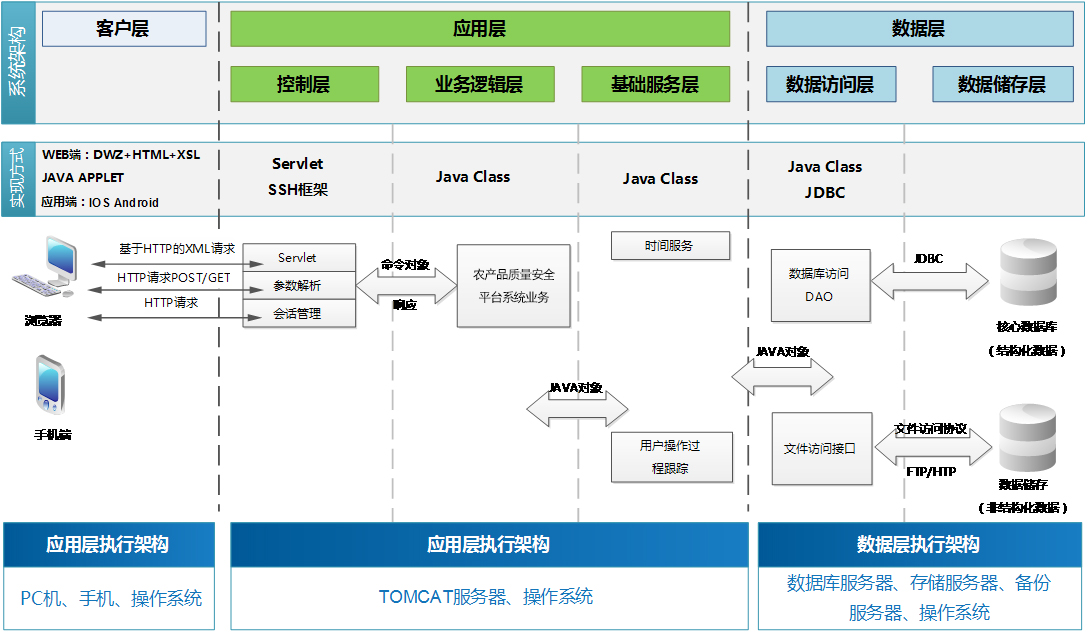 系统架构
客户层
应用层
数据层
控制层
业务逻辑层
基础服务层
数据访问层
数据储存层
实现方式
WEB端：DWZ+HTML+XSL
JAVA APPLET
应用端：IOS Android
Servlet
SSH框架
Java Class
Java Class
Java Class
JDBC
基于HTTP的XML请求
HTTP请求POST/GET
HTTP请求
浏览器
手机端
Servlet
参数解析
会话管理
命令对象
响应
农产品质量安全
平台系统业务
时间服务
JAVA对象
用户操作过
程跟踪
JAVA对象
数据库访问
DAO
JDBC
核心数据库
（结构化数据）
文件访问接口
文件访问协议
FTP/HTP
数据储存
（非结构化数据）
应用层执行架构
PC机、手机、操作系统
应用层执行架构
TOMCAT服务器、操作系统
数据层执行架构
数据库服务器、存储服务器、备份
服务器、操作系统